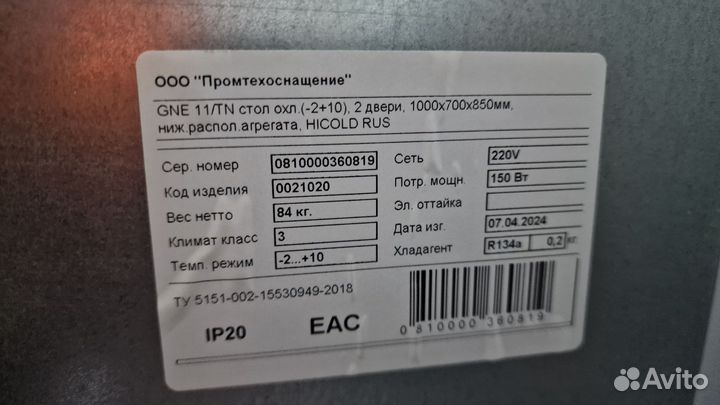 ООО "Промтехоснащение"
GNE 11/TN стол охл.(-2+10), 2 двери, 1000x700x850мм,
ниж.распол.агрегата, HICOLD RUS
Сер. номер 0810000360819 Сеть 220V
Код изделия 0021020 Потр. мощн. 150 Вт
Вес нетто 84 кг. Эл. оттайка
Климат класс 3 Дата изг. 07.04.2024
Темп. режим -2...+10 Хладагент R134a 0,2 кг
ТУ 5151-002-15530949-2018
IP20 EAC
0 810000 360819
Avito